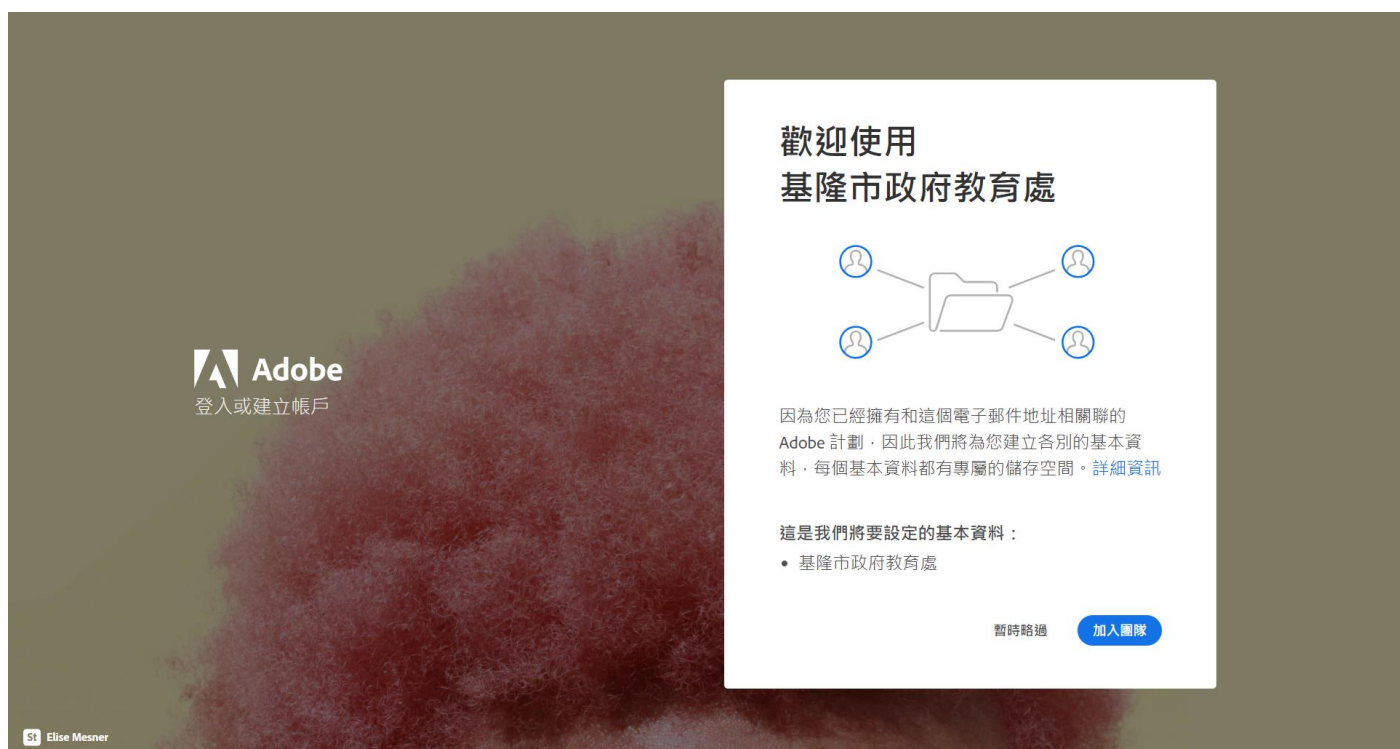 Adobe
登入或建立帳戶
歡迎使用
基隆市政府教育處
因為您已經擁有和這個電子郵件地址相關聯的
Adobe 計劃，因此我們將為您建立各別的基本資
料，每個基本資料都有專屬的儲存空間。詳細資訊
這是我們將要設定的基本資料：
• 基隆市政府教育處
暫時略過
加入團隊
St Elise Mesner